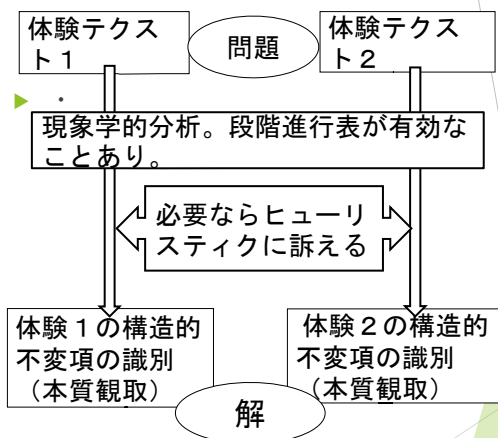 体験テクス
ト１
問題
体験テクス
ト２
・
現象学的分析。段階進行表が有効な
ことあり。
必要ならヒューリ
スティクに訴える
体験１の構造的
不変項の識別
（本質観取）
体験２の構造的
不変項の識別
（本質観取）
解